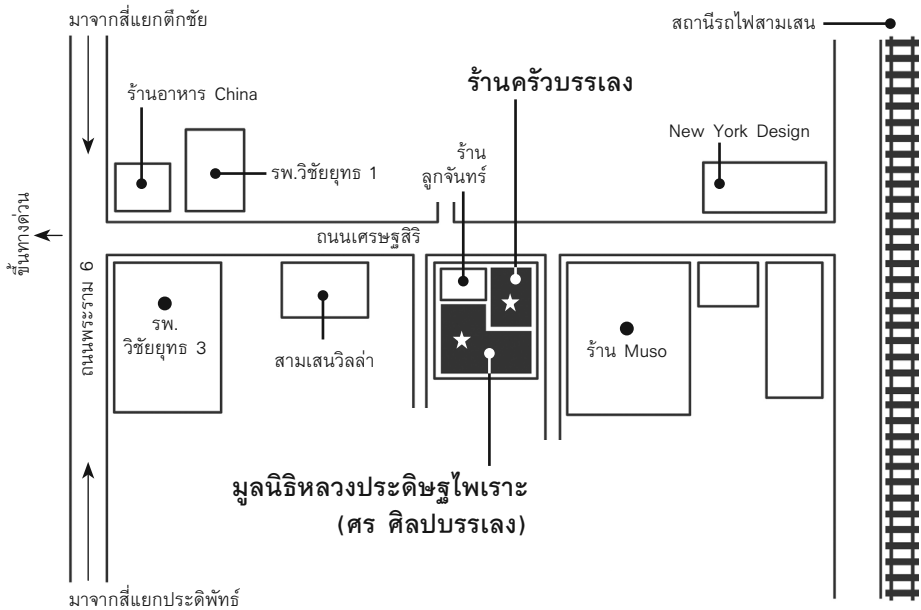 มาจากสี่แยกตึกชัย
สถานีรถไฟสามเสน
ร้านอาหาร China
ร้านครัวบรรเลง
New York Design
รพ.วิชัยยุทธ 1
ร้าน
ลูกจันทร์
ขึ้นทางด่วน
ถนนเศรษฐสิริ
ถนนพระราม 6
รพ.
วิชัยยุทธ 3
สามเสนวิลล่า
ร้าน Muso
มูลนิธิหลวงประดิษฐไพเราะ
(ศร ศิลปบรรเลง)
มาจากสี่แยกประดิพัทธ์